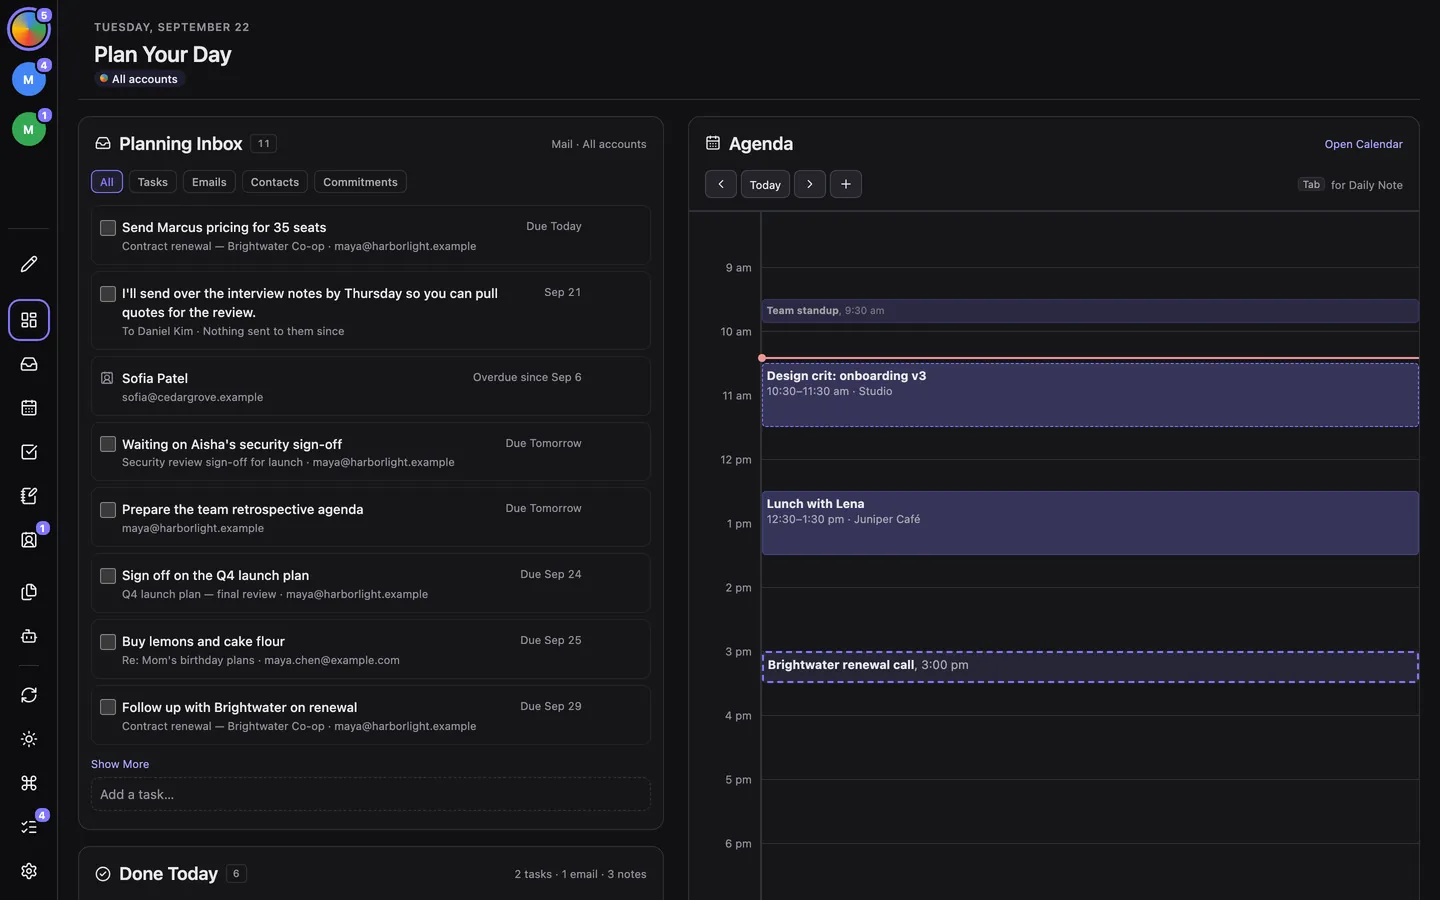 5
M
4
M
1
1
4
TUESDAY, SEPTEMBER 22
Plan Your Day
All accounts
Planning Inbox 11
Mail · All accounts
All
Tasks
Emails
Contacts
Commitments
Send Marcus pricing for 35 seats
Due Today
Contract renewal — Brightwater Co-op · maya@harborlight.example
I'll send over the interview notes by Thursday so you can pull
quotes for the review.
Sep 21
To Daniel Kim · Nothing sent to them since
Sofia Patel
Overdue since Sep 6
sofia@cedargrove.example
Waiting on Aisha's security sign-off
Due Tomorrow
Security review sign-off for launch · maya@harborlight.example
Prepare the team retrospective agenda
Due Tomorrow
maya@harborlight.example
Sign off on the Q4 launch plan
Due Sep 24
Q4 launch plan — final review · maya@harborlight.example
Buy lemons and cake flour
Due Sep 25
Re: Mom's birthday plans · maya.chen@example.com
Follow up with Brightwater on renewal
Due Sep 29
Contract renewal — Brightwater Co-op · maya@harborlight.example
Show More
Add a task...
Done Today 6
2 tasks · 1 email · 3 notes
Agenda
Open Calendar
Today
Tab for Daily Note
9 am
Team standup, 9:30 am
10 am
Design crit: onboarding v3
10:30–11:30 am · Studio
11 am
12 pm
Lunch with Lena
12:30–1:30 pm · Juniper Café
1 pm
2 pm
3 pm
Brightwater renewal call, 3:00 pm
4 pm
5 pm
6 pm